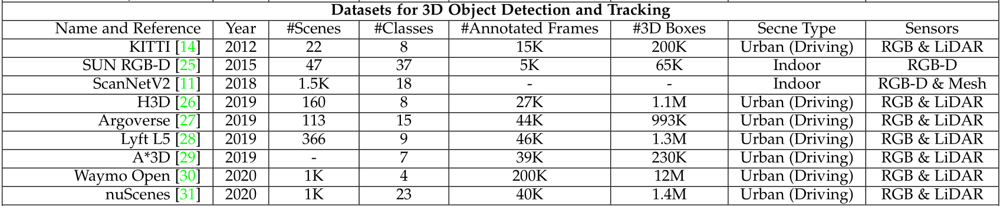 Datasets for 3D Object Detection and Tracking
Name and Reference Year #Scenes #Classes #Annotated Frames #3D Boxes Secne Type Sensors
KITTI [14] 2012 22 8 15K 200K Urban (Driving) RGB & LiDAR
SUN RGB-D [25] 2015 47 37 5K 65K Indoor RGB-D
ScanNetV2 [11] 2018 1.5K 18 - - Indoor RGB-D & Mesh
H3D [26] 2019 160 8 27K 1.1M Urban (Driving) RGB & LiDAR
Argoverse [27] 2019 113 15 44K 993K Urban (Driving) RGB & LiDAR
Lyft L5 [28] 2019 366 9 46K 1.3M Urban (Driving) RGB & LiDAR
A*3D [29] 2019 - 7 39K 230K Urban (Driving) RGB & LiDAR
Waymo Open [30] 2020 1K 4 200K 12M Urban (Driving) RGB & LiDAR
nuScenes [31] 2020 1K 23 40K 1.4M Urban (Driving) RGB & LiDAR